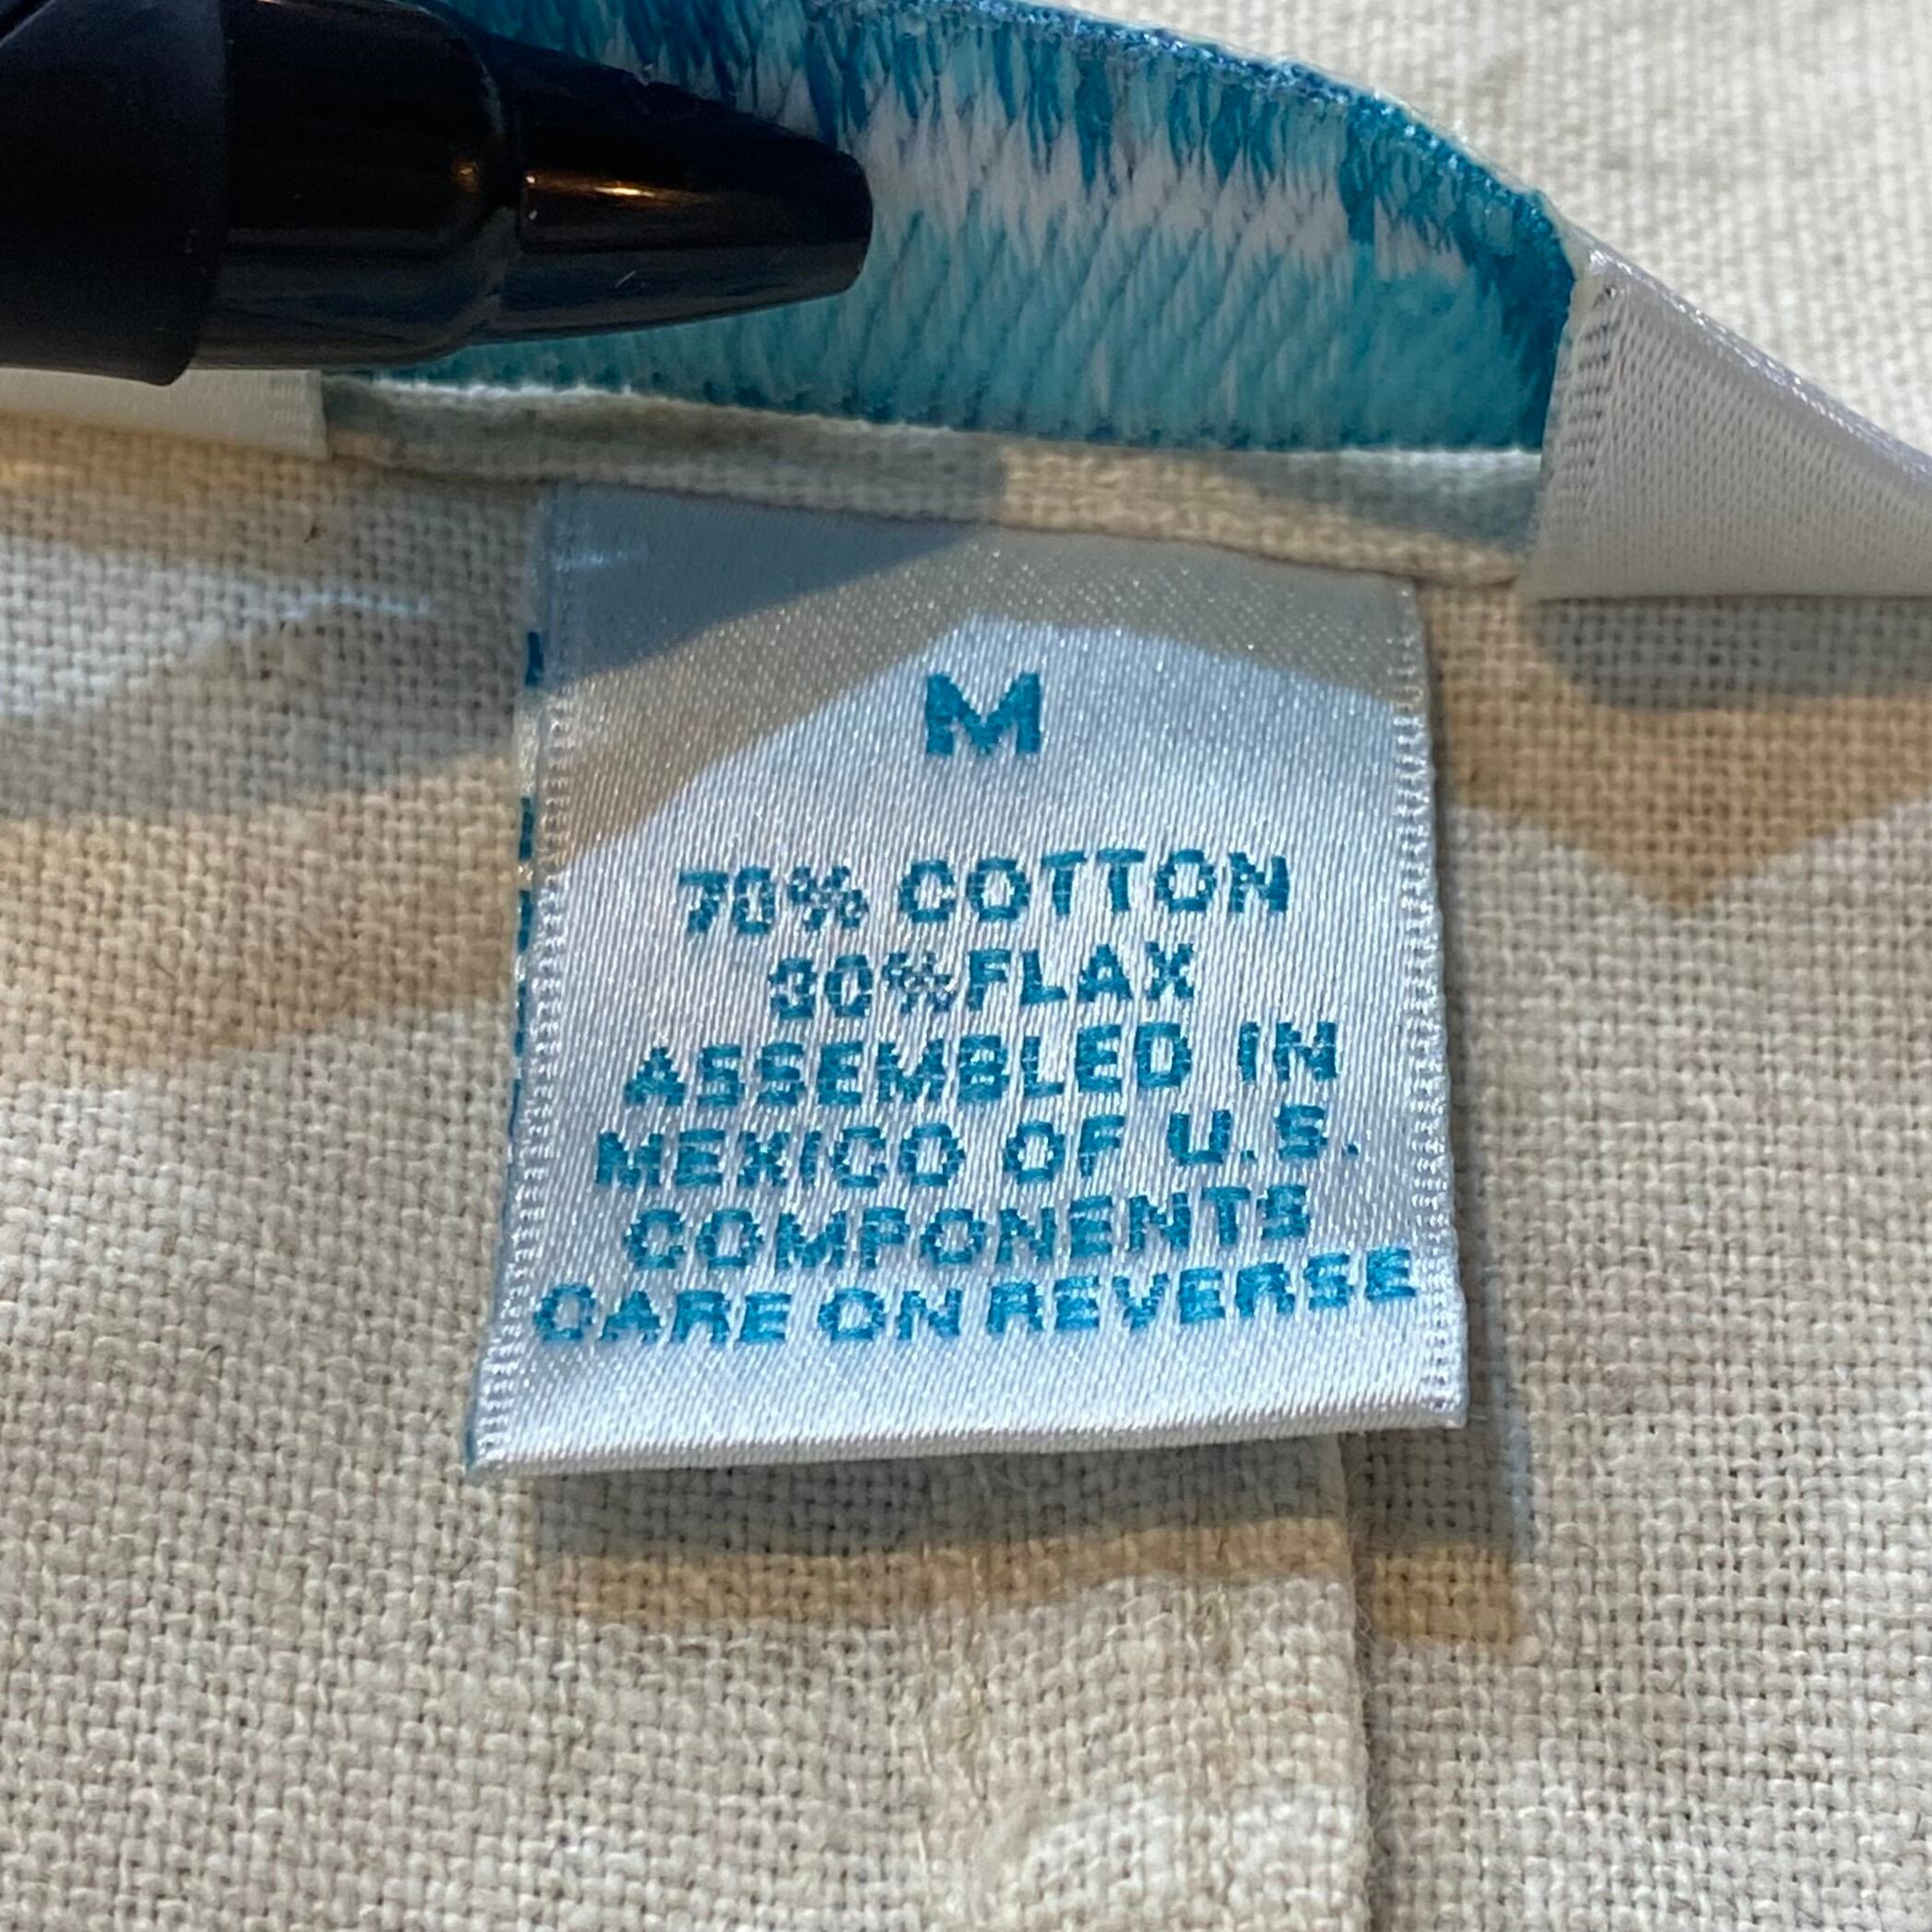 M
70% COTTON
30% FLAX
ASSEMBLED IN
MEXICO OF U.S.
COMPONENTS
CARE ON REVERSE